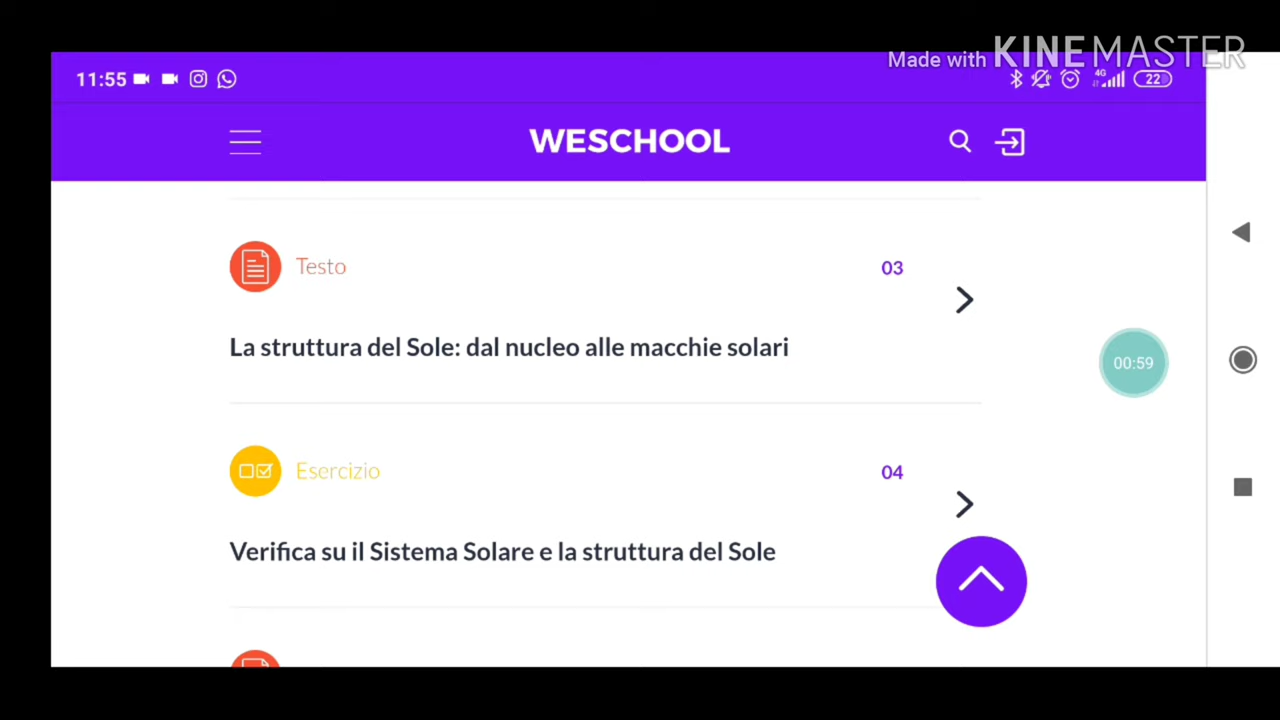 Made with KINEMASTER
11:55
4G
22
WESCHOOL
Testo
03
La struttura del Sole: dal nucleo alle macchie solari
00:59
Esercizio
04
Verifica su il Sistema Solare e la struttura del Sole